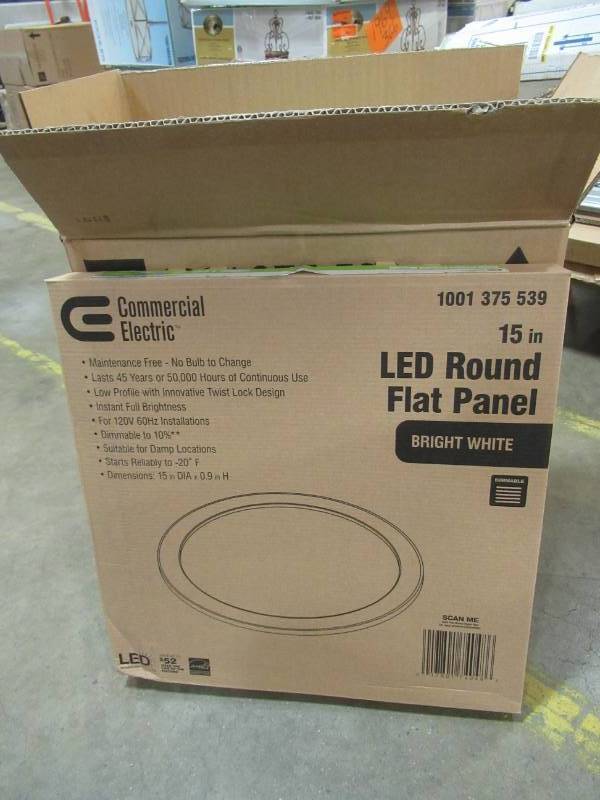 Commercial
Electric™
1001 375 539
15 in
LED Round
Flat Panel
BRIGHT WHITE
DIMMABLE
• Maintenance Free - No Bulb to Change
• Lasts 45 Years or 50,000 Hours of Continuous Use
• Low Profile with Innovative Twist Lock Design
• Instant Full Brightness
• For 120V 60Hz Installations
• Dimmable to 10%**
• Suitable for Damp Locations
• Starts Reliably to -20° F
• Dimensions: 15 in DIA x 0.9 in H
SCAN ME
LED
$52